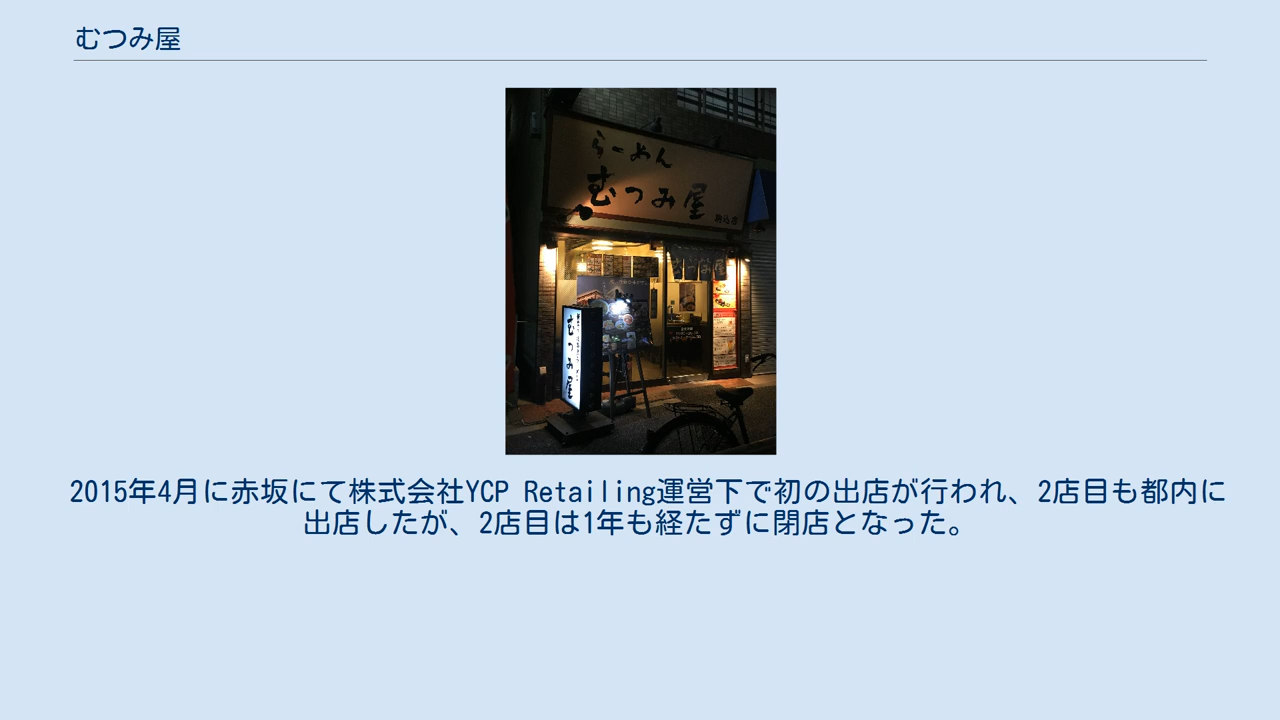 むつみ屋
らーめん
むつみ屋
むつみ屋
2015年4月に赤坂にて株式会社YCP Retailing運営下で初の出店が行われ、2店目も都内に
出店したが、2店目は1年も経たずに閉店となった。